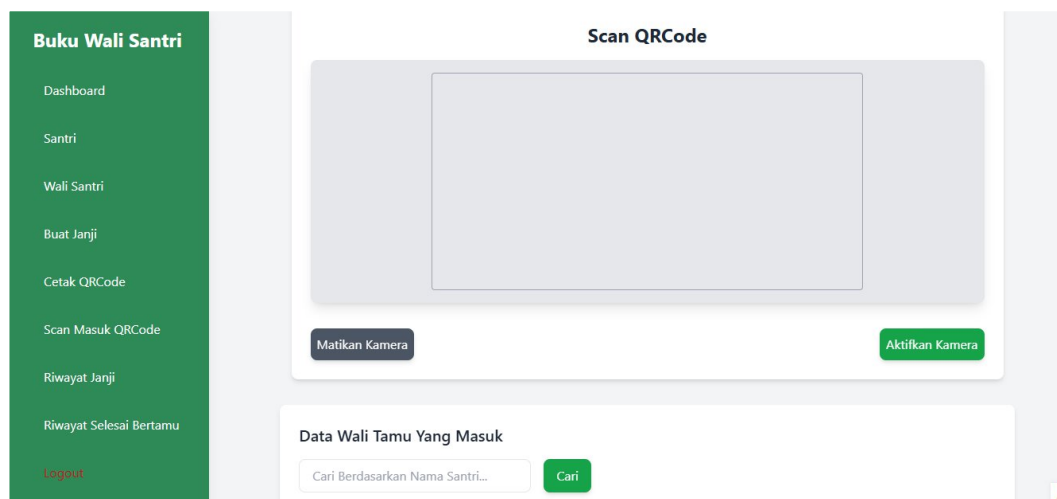 Buku Wali Santri
Dashboard
Santri
Wali Santri
Buat Janji
Cetak QRCode
Scan Masuk QRCode
Riwayat Janji
Riwayat Selesai Bertamu
Logout
Scan QRCode
Matikan Kamera
Aktifkan Kamera
Data Wali Tamu Yang Masuk
Cari Berdasarkan Nama Santri...
Cari